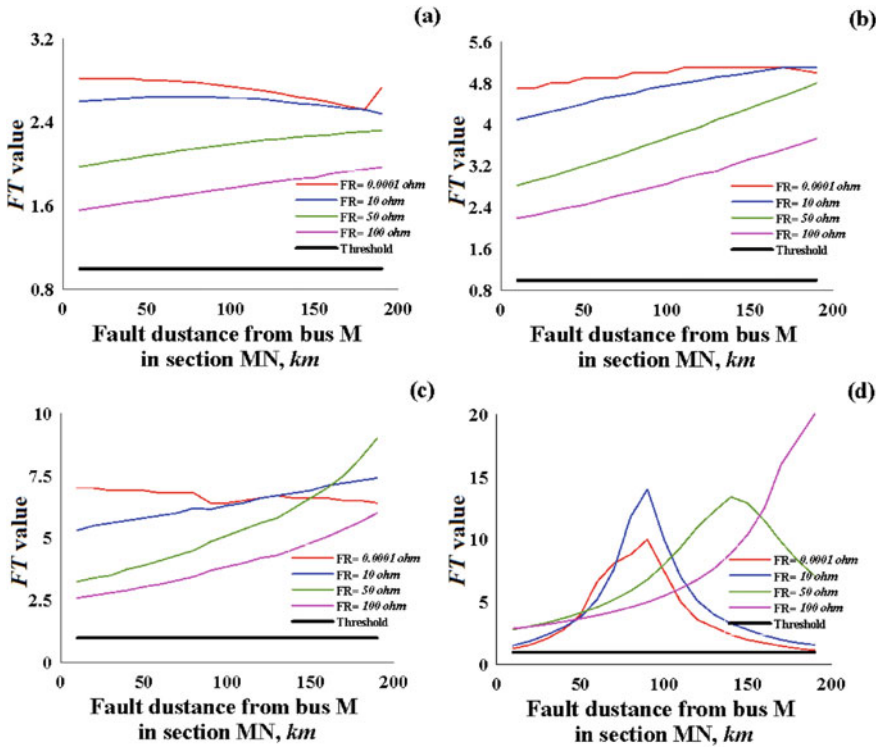 (a)
3.2
2.4
1.6
0.8
FT value
FR= 0.0001 ohm
FR= 10 ohm
FR= 50 ohm
FR= 100 ohm
Threshold
0 50 100 150 200
Fault dustance from bus M
in section MN, km
(b)
6.4
5.6
4.8
4
3.2
2.4
1.6
0.8
FT value
FR= 0.0001 ohm
FR= 10 ohm
FR= 50 ohm
FR= 100 ohm
Threshold
0 50 100 150 200
Fault dustance from bus M
in section MN, km
(c)
10
7.5
5
2.5
0
FT value
FR= 0.0001 ohm
FR= 10 ohm
FR= 50 ohm
FR= 100 ohm
Threshold
0 50 100 150 200
Fault dustance from bus M
in section MN, km
(d)
20
15
10
5
0
FT value
FR= 0.0001 ohm
FR= 10 ohm
FR= 50 ohm
FR= 100 ohm
Threshold
0 50 100 150 200
Fault dustance from bus M
in section MN, km